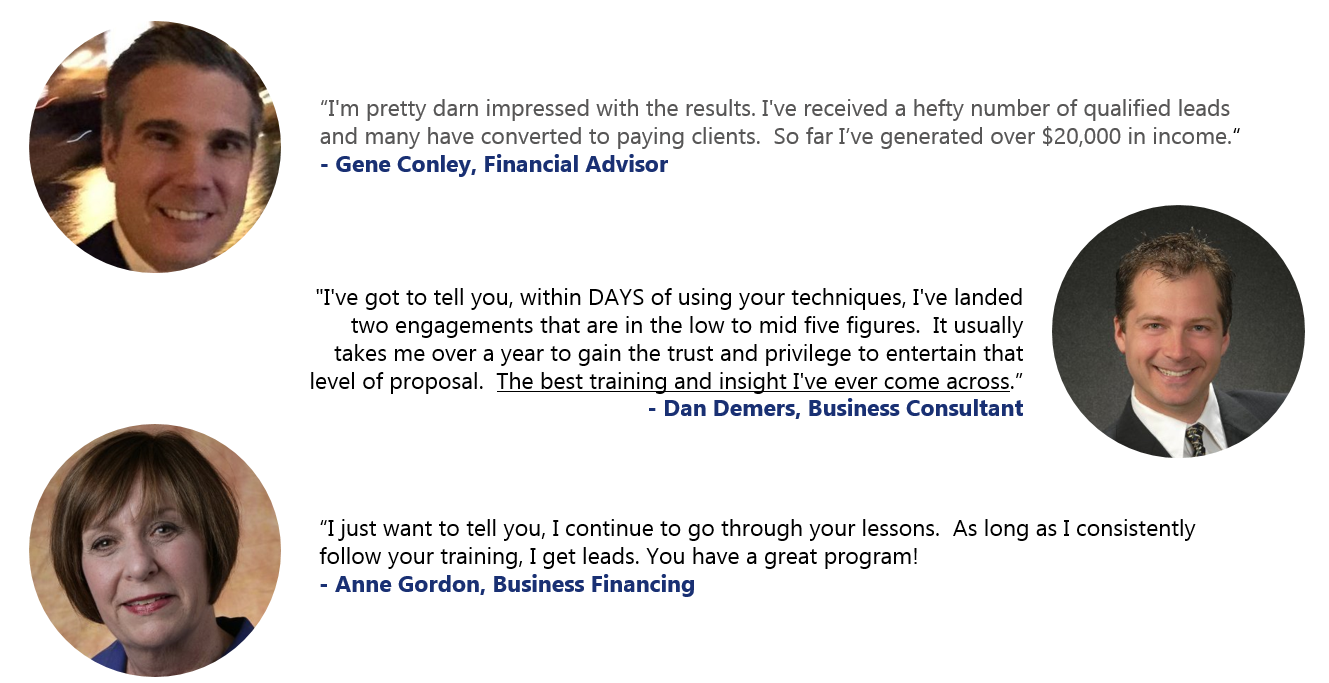 “I'm pretty darn impressed with the results. I've received a hefty number of qualified leads
and many have converted to paying clients.  So far I’ve generated over $20,000 in income.“
- Gene Conley, Financial Advisor
"I've got to tell you, within DAYS of using your techniques, I've landed
two engagements that are in the low to mid five figures.  It usually
takes me over a year to gain the trust and privilege to entertain that
level of proposal.  The best training and insight I've ever come across.”
- Dan Demers, Business Consultant
“I just want to tell you, I continue to go through your lessons.  As long as I consistently
follow your training, I get leads. You have a great program!
- Anne Gordon, Business Financing